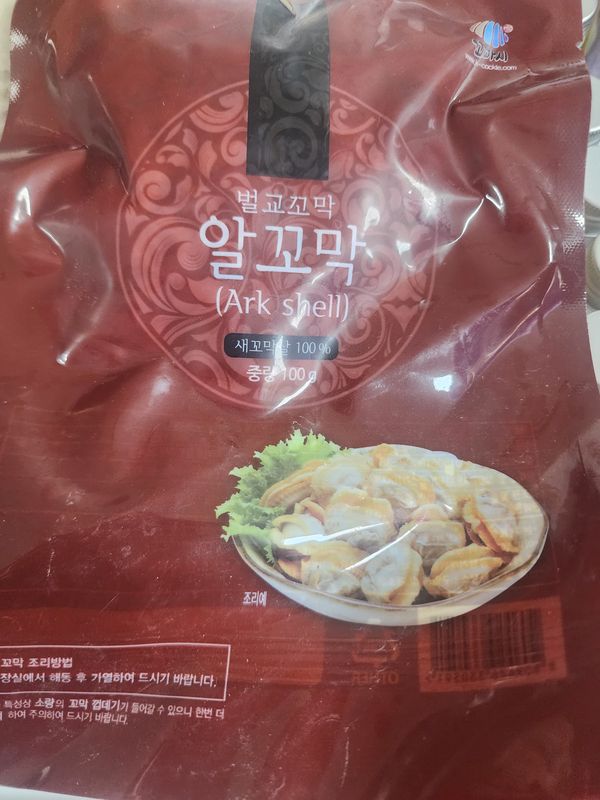 꼬마시
벌교꼬막
알꼬막
(Ark shell)
새꼬막살 100%
중량 100g
조리예
꼬막 조리방법
장실에서 해동 후 가열하여 드시기 바랍니다.
특성상 소량의 꼬막 껍데기가 들어갈 수 있으니 한번 더
하여 주의하여 드시기 바랍니다.
OTHER